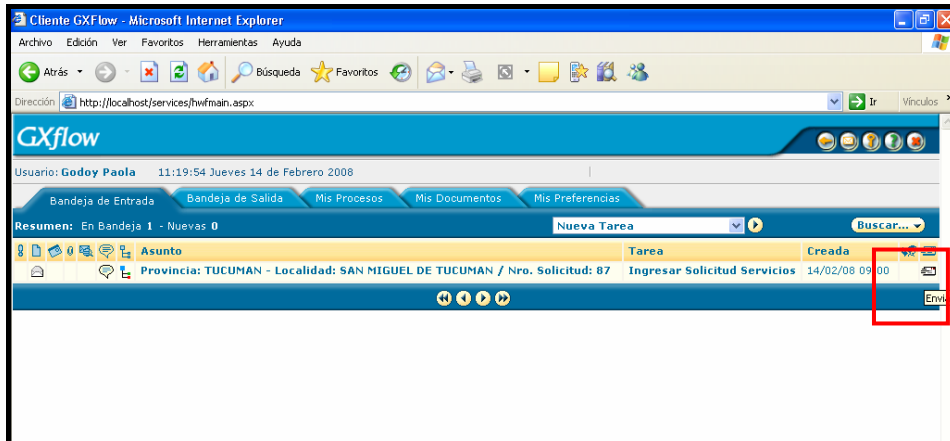 Cliente GXFlow - Microsoft Internet Explorer
Archivo Edición Ver Favoritos Herramientas Ayuda
Atrás Búsqueda Favoritos
Dirección http://localhost/services/hwfmain.aspx Ir Vínculos
GXflow
Usuario: Godoy Paola 11:19:54 Jueves 14 de Febrero 2008
Bandeja de Entrada Bandeja de Salida Mis Procesos Mis Documentos Mis Preferencias
Resumen: En Bandeja 1 - Nuevas 0 Nueva Tarea Buscar...
Asunto Tarea Creada
Provincia: TUCUMAN - Localidad: SAN MIGUEL DE TUCUMAN / Nro. Solicitud: 87 Ingresar Solicitud Servicios 14/02/08 09:00